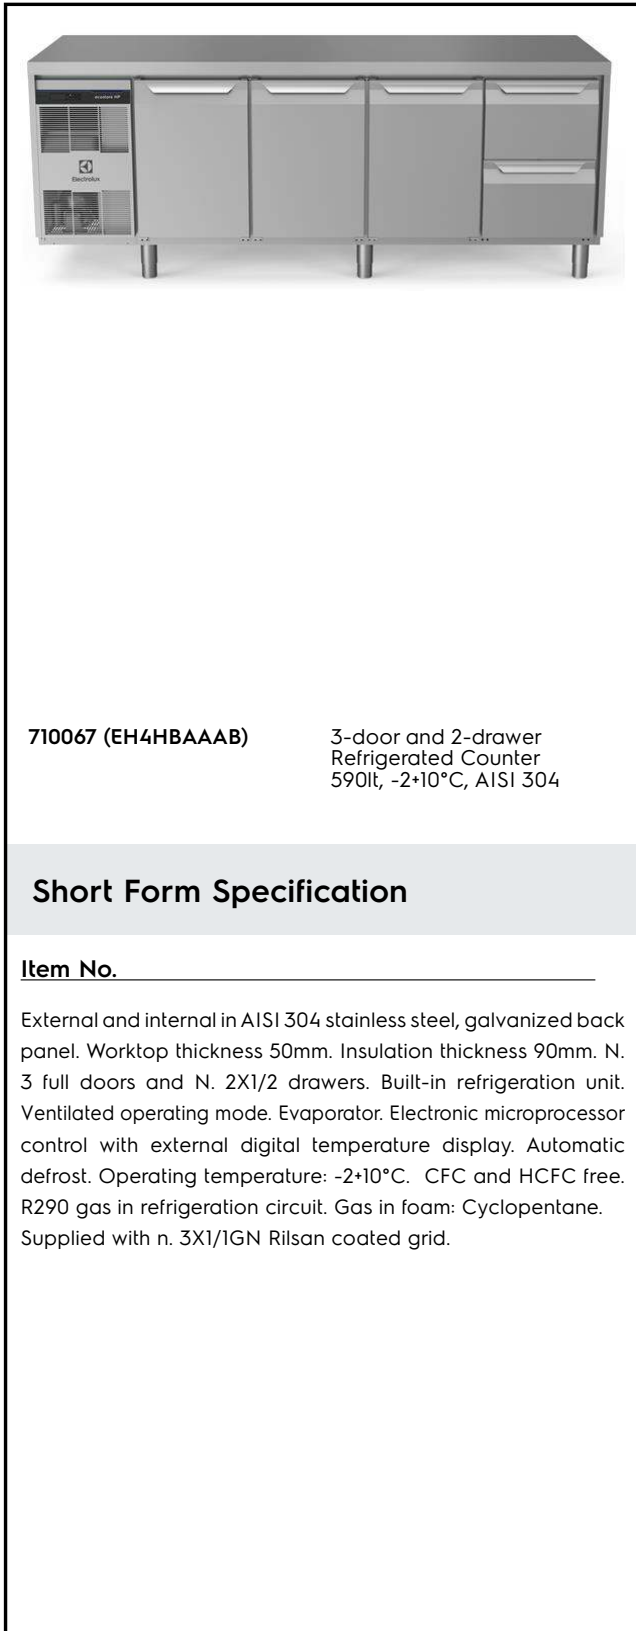 ecostore HP
Electrolux
710067 (EH4HBAAAB)
3-door and 2-drawer
Refrigerated Counter
590lt, -2+10°C, AISI 304
Short Form Specification
Item No.
External and internal in AISI 304 stainless steel, galvanized back
panel. Worktop thickness 50mm. Insulation thickness 90mm. N.
3 full doors and N. 2X1/2 drawers. Built-in refrigeration unit.
Ventilated operating mode. Evaporator. Electronic microprocessor
control with external digital temperature display. Automatic
defrost. Operating temperature: -2+10°C. CFC and HCFC free.
R290 gas in refrigeration circuit. Gas in foam: Cyclopentane.
Supplied with n. 3X1/1GN Rilsan coated grid.